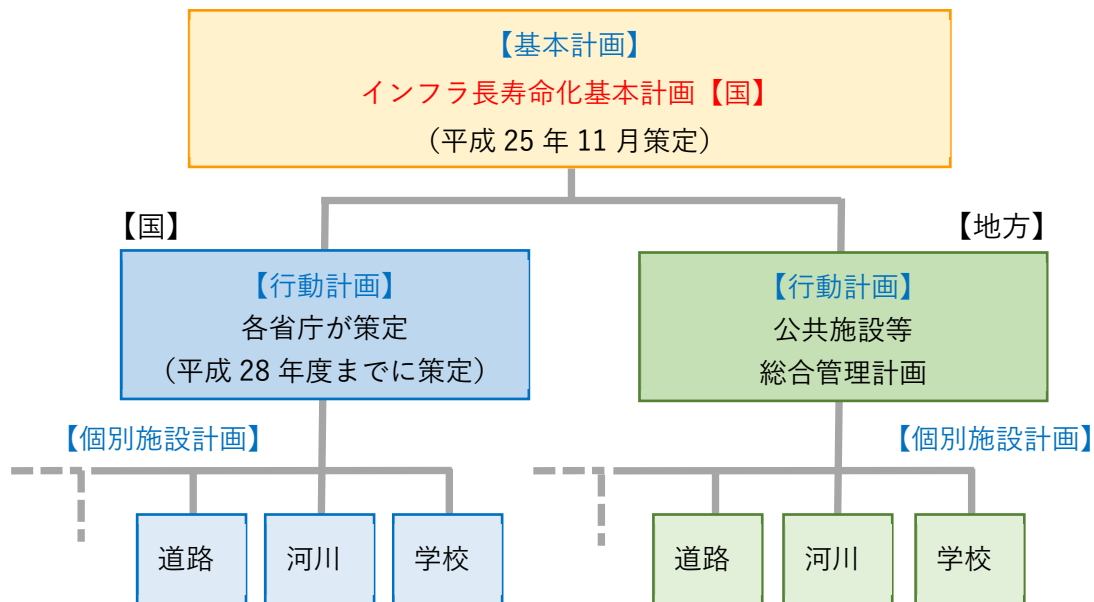 【基本計画】
インフラ長寿命化基本計画【国】
（平成 25 年 11 月策定）
【国】
【地方】
【行動計画】
各省庁が策定
（平成 28 年度までに策定）
【行動計画】
公共施設等
総合管理計画
【個別施設計画】
【個別施設計画】
道路
河川
学校
道路
河川
学校